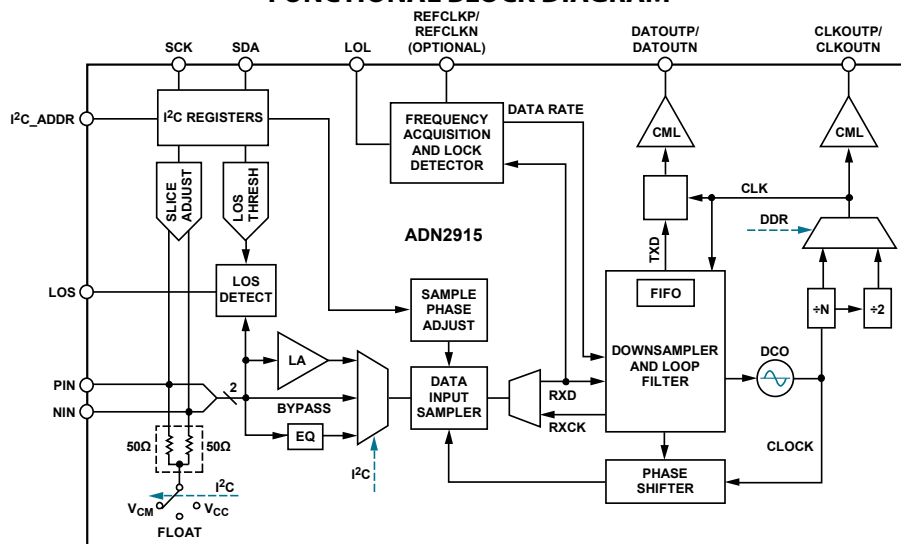 FUNCTIONAL BLOCK DIAGRAM
REFCLKP/
REFCLKN
(OPTIONAL)
DATOUTP/
DATOUTN
CLKOUTP/
CLKOUTN
SCK
SDA
LOL
I²C_ADDR
I²C REGISTERS
FREQUENCY
ACQUISITION
AND LOCK
DETECTOR
DATA RATE
CML
CML
SLICE
ADJUST
LOS
THRESH
CLK
DDR
ADN2915
TXD
LOS
LOS
DETECT
SAMPLE
PHASE
ADJUST
FIFO
÷N
÷2
LA
DOWNSAMPLER
AND LOOP
FILTER
DCO
PIN
NIN
2
BYPASS
DATA
INPUT
SAMPLER
RXD
RXCK
EQ
50Ω
50Ω
I²C
CLOCK
PHASE
SHIFTER
I²C
VCM
VCC
FLOAT